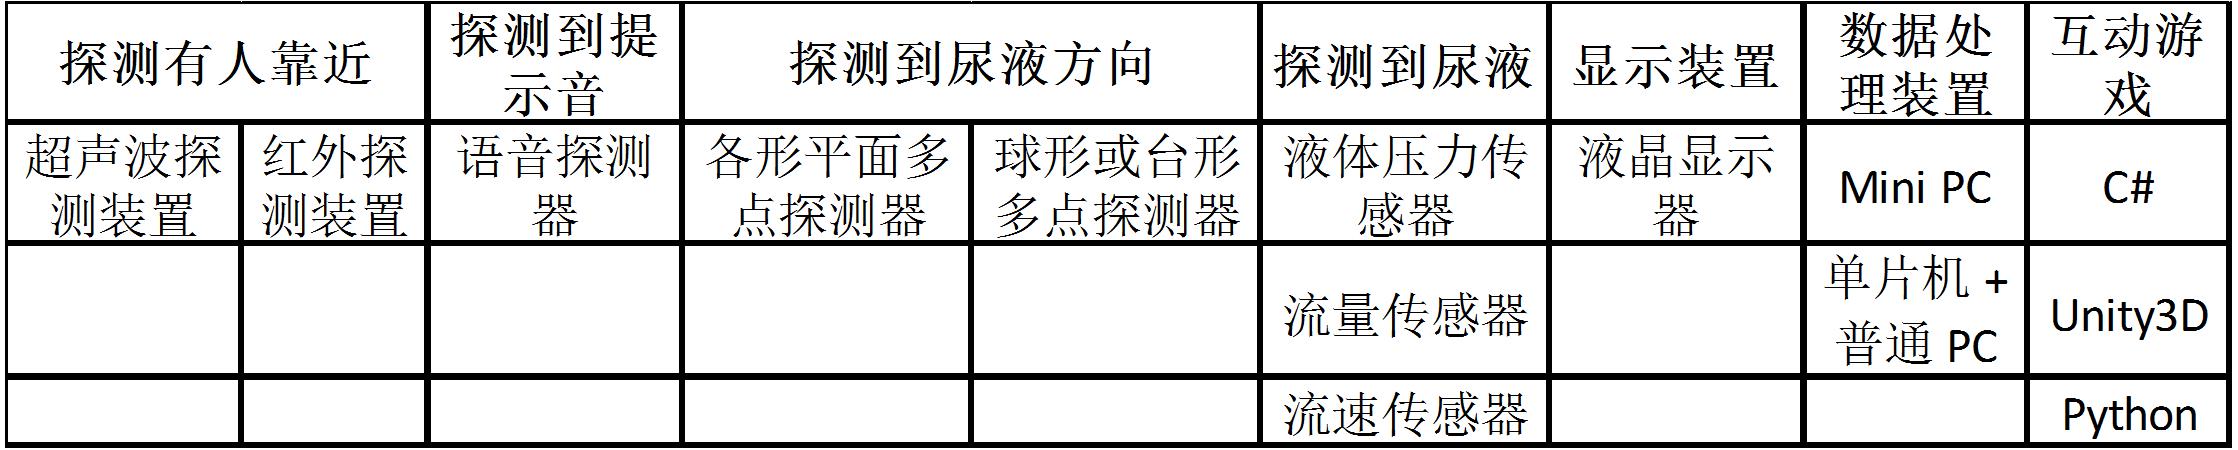 探测有人靠近
探测到提
示音
探测到尿液方向
探测到尿液
显示装置
数据处
理装置
互动游
戏
超声波探
测装置
红外探
测装置
语音探测
器
各形平面多
点探测器
球形或台形
多点探测器
液体压力传
感器
液晶显示
器
Mini PC
C#
流量传感器
单片机 +
普通 PC
Unity3D
流速传感器
Python